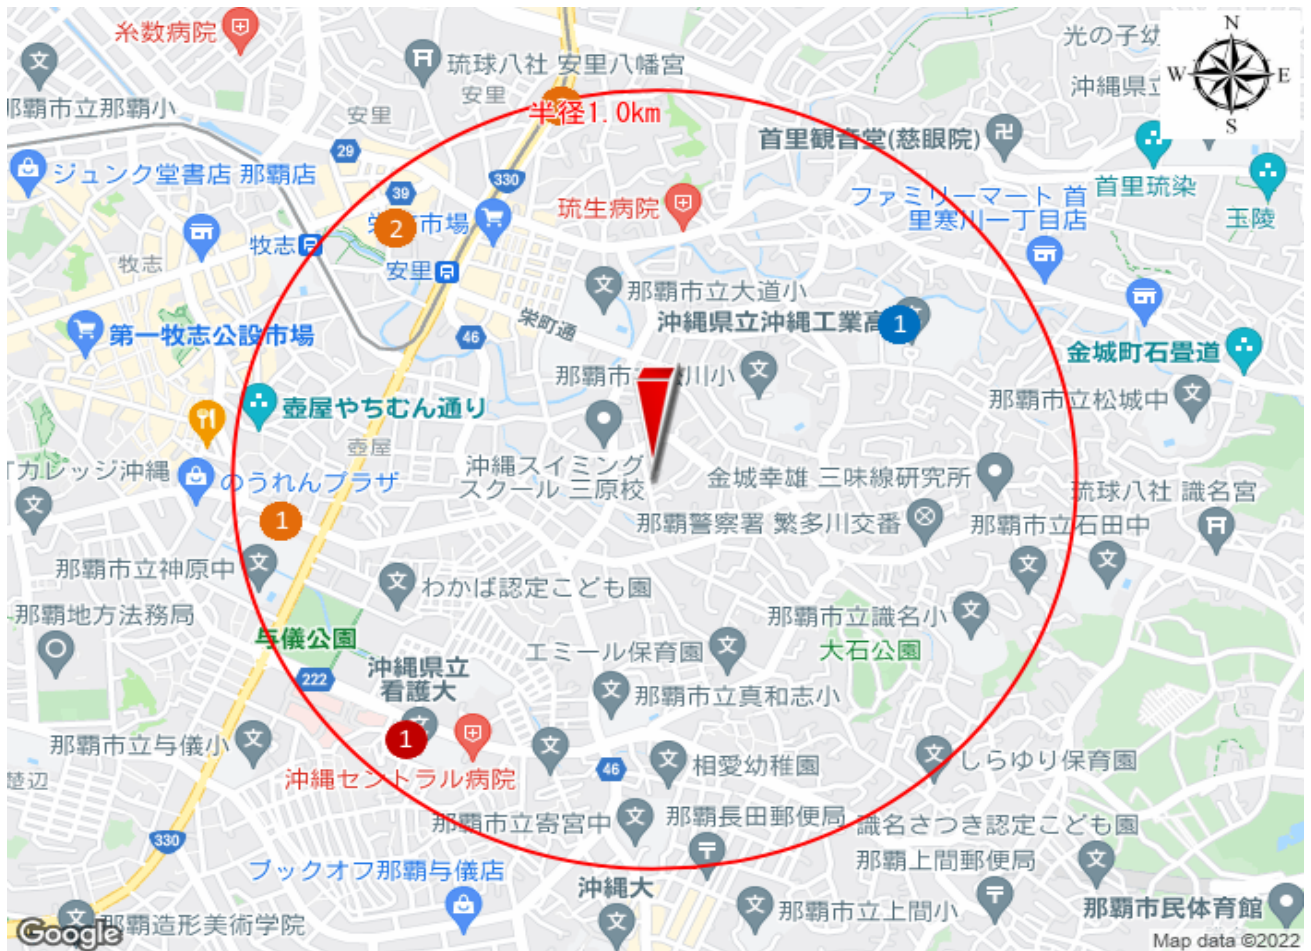 糸数病院
琉球八社 安里八幡宮
安里
光の子幼
沖縄県立
N
W
E
S
那覇市立那覇小
安里
半径1.0km
29
330
39
首里観音堂(慈眼院)
首里琉染
玉陵
ジュンク堂書店 那覇店
琉生病院
ファミリーマート 首
里寒川一丁目店
2
市場
牧志
牧志
安里
那覇市立大道小
栄町通
46
沖縄県立沖縄工業高
1
第一牧志公設市場
金城町石畳道
那覇市立松城中
川小
壺屋やちむん通り
壺屋
カレッジ沖縄
のうれんプラザ
沖縄スイミング
スクール 三原校
金城幸雄 三味線研究所
琉球八社 識名宮
1
那覇警察署 繁多川交番
那覇市立石田中
那覇市立神原中
わかば認定こども園
那覇地方法務局
与儀公園
那覇市立識名小
大石公園
エミール保育園
222
沖縄県立
看護大
那覇市立真和志小
1
那覇市立与儀小
楚辺
沖縄セントラル病院
46
相愛幼稚園
しらゆり保育園
330
那覇市立寄宮中
那覇長田郵便局
識名さつき認定こども園
那覇上間郵便局
ブックオフ那覇与儀店
沖縄大
那覇市立上間小
那覇市民体育館
那覇造形美術学院
Google
Map data ©2022